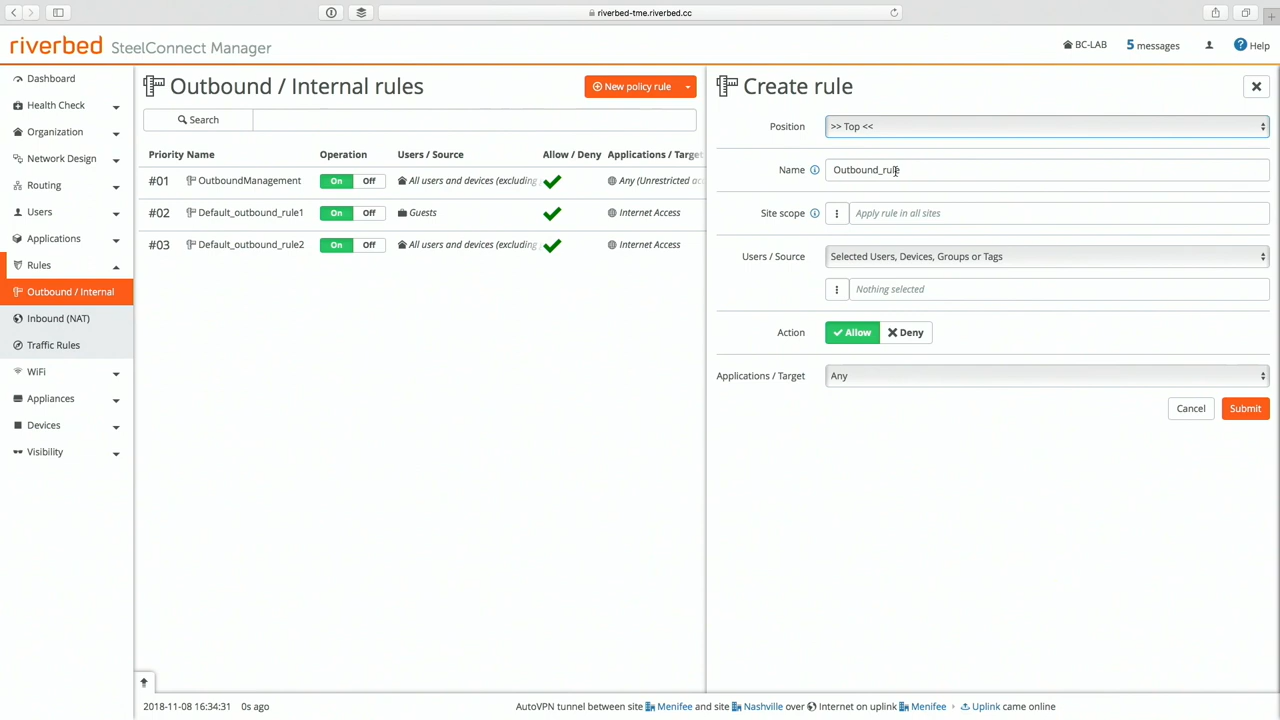 riverbed-tme.riverbed.cc
riverbed SteelConnect Manager
BC-LAB
5 messages
Help
Dashboard
Health Check
Organization
Network Design
Routing
Users
Applications
Rules
Outbound / Internal
Inbound (NAT)
Traffic Rules
WiFi
Appliances
Devices
Visibility
Outbound / Internal rules
New policy rule
Search
Priority Name Operation Users / Source Allow / Deny Applications / Target
#01 OutboundManagement On Off All users and devices (excluding Any (Unrestricted ac
#02 Default_outbound_rule1 On Off Guests Internet Access
#03 Default_outbound_rule2 On Off All users and devices (excluding Internet Access
Create rule
Position >> Top <<
Name Outbound_rule
Site scope Apply rule in all sites
Users / Source Selected Users, Devices, Groups or Tags
Nothing selected
Action Allow Deny
Applications / Target Any
Cancel Submit
2018-11-08 16:34:31 0s ago
AutoVPN tunnel between site Menifee and site Nashville over Internet on uplink Menifee Uplink came online